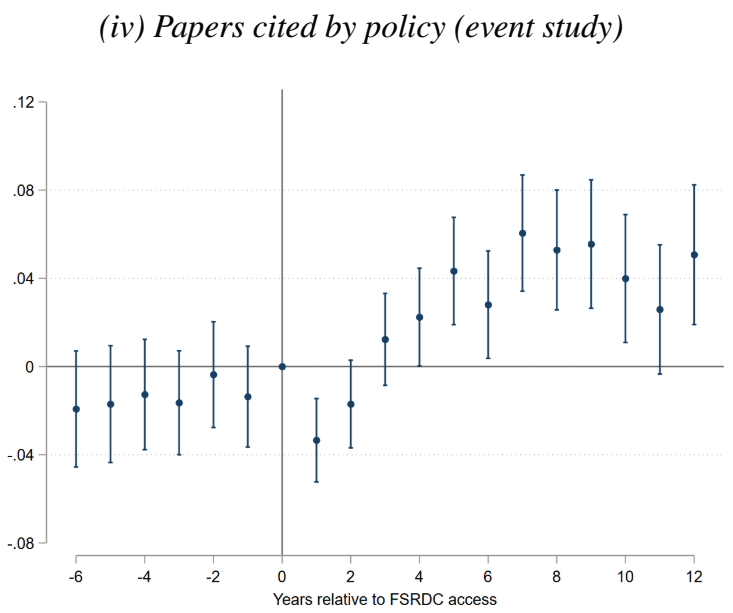 (iv) Papers cited by policy (event study)
.12
.08
.04
0
-.04
-.08
-6 -4 -2 0 2 4 6 8 10 12
Years relative to FSRDC access